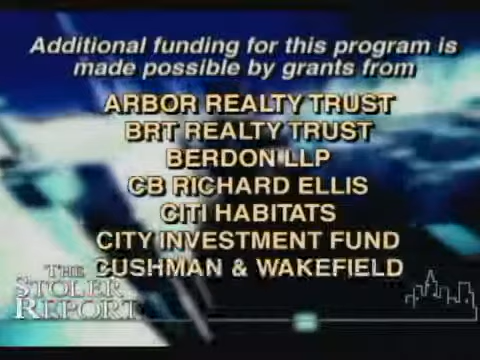 Additional funding for this program is
made possible by grants from
ARBOR REALTY TRUST
BRT REALTY TRUST
BERDON LLP
CB RICHARD ELLIS
CITI HABITATS
CITY INVESTMENT FUND
CUSHMAN & WAKEFIELD
THE
STOLER
REPORT